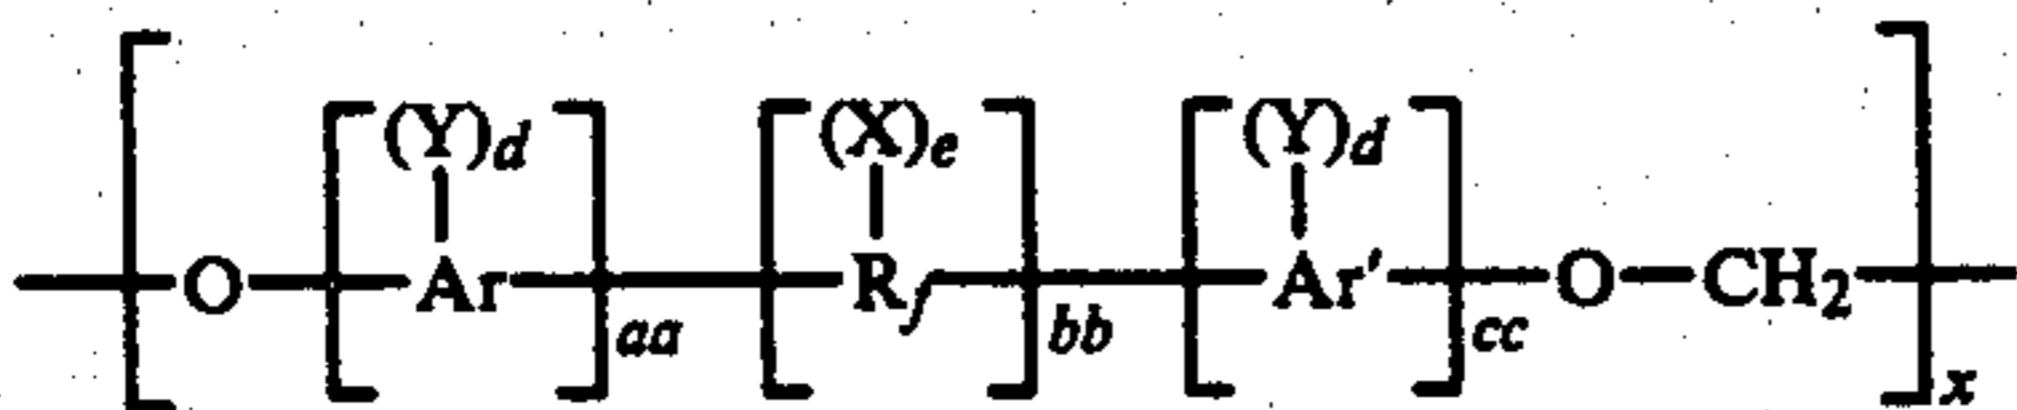 (Y)d (X)e (Y)d
O Ar aa Rf bb Ar' cc O CH2 x